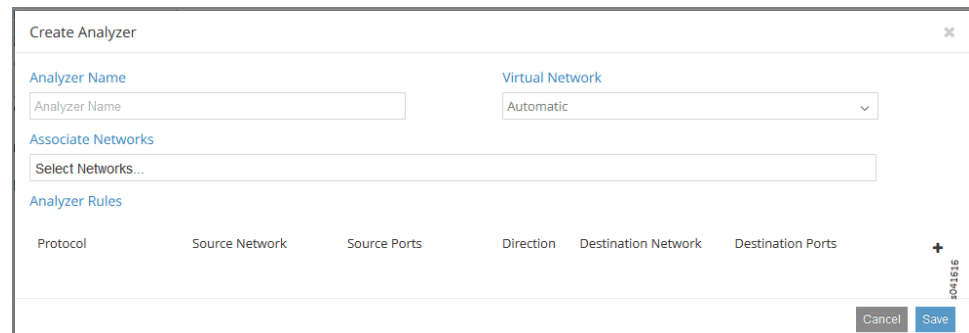 Create Analyzer ×
Analyzer Name Virtual Network
Analyzer Name Automatic
Associate Networks
Select Networks...
Analyzer Rules
Protocol Source Network Source Ports Direction Destination Network Destination Ports +
s041616
Cancel Save